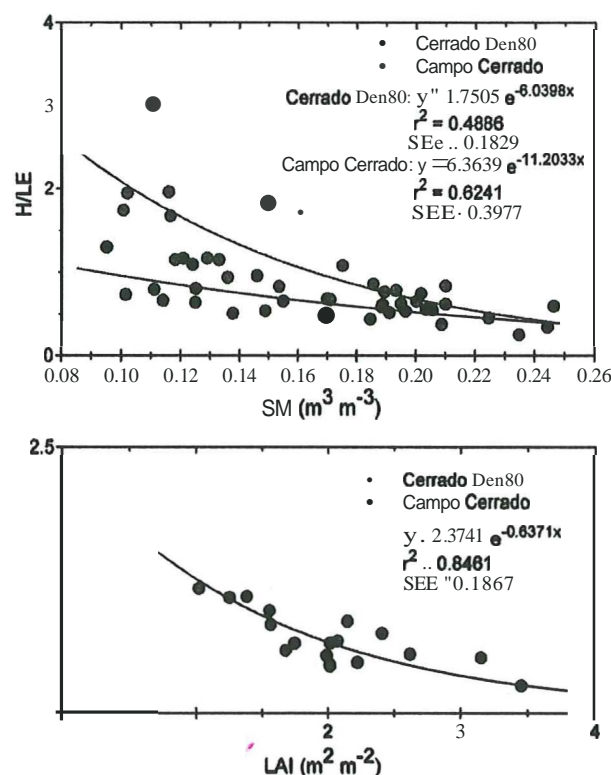 4
3
2
1
0
H/LE
• Cerrado Den80
• Campo Cerrado
Cerrado Den80: y" 1.7505 e-6.0398x
r2 = 0.4886
SEe .. 0.1829
Campo Cerrado: y = 6.3639 e-11.2033x
r2 = 0.6241
SEE· 0.3977
0.08 0.10 0.12 0.14 0.16 0.18 0.20 0.22 0.24 0.26
SM (m3 m-3)
2.5
• Cerrado Den80
• Campo Cerrado
y. 2.3741 e-0.6371x
r2 .. 0.8461
SEE "0.1867
2 3 4
LAI (m2 m-2)